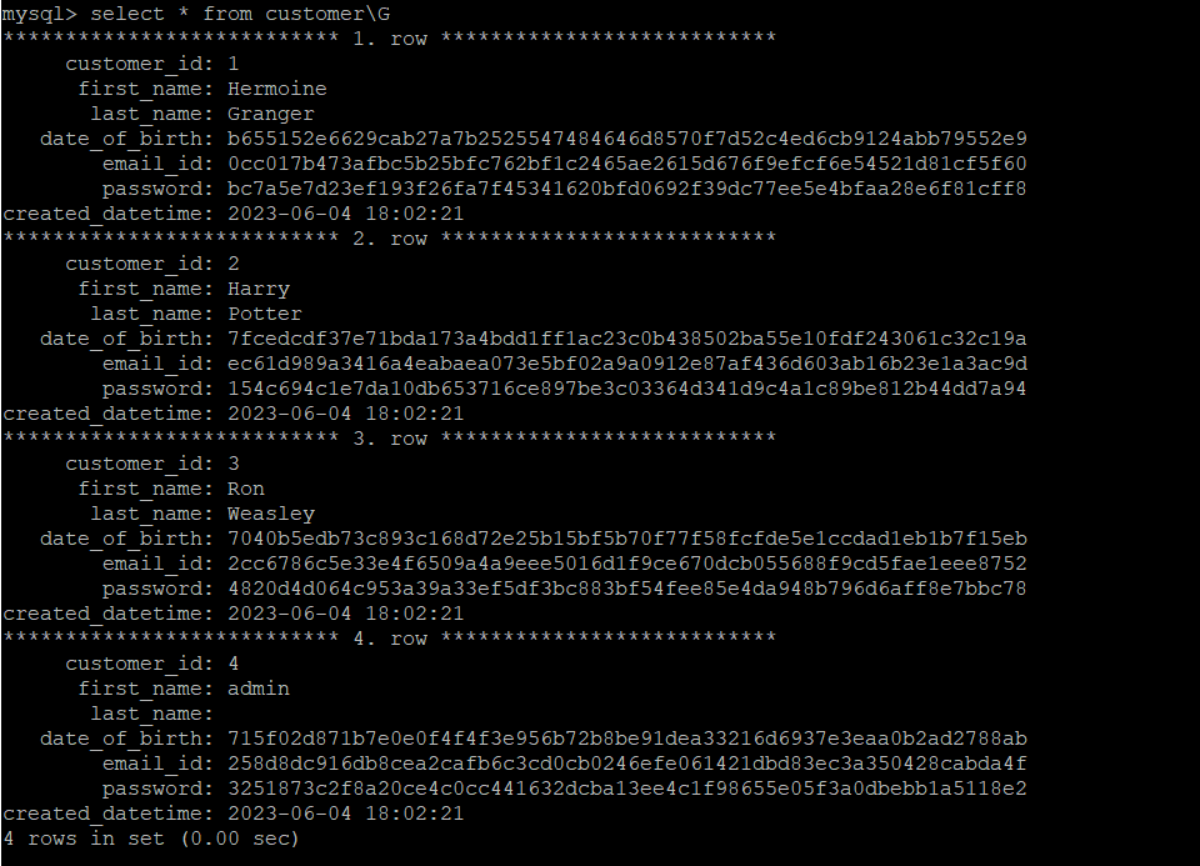 mysql> select * from customer\G
*************************** 1. row ***************************
customer_id: 1
first_name: Hermoine
last_name: Granger
date_of_birth: b655152e6629cab27a7b2525547484646d8570f7d52c4ed6cb9124abb79552e9
email_id: 0cc017b473afbc5b25bfc762bf1c2465ae2615d676f9efcf6e54521d81cf5f60
password: bc7a5e7d23ef193f26fa7f45341620bfd0692f39dc77ee5e4bfaa28e6f81cff8
created_datetime: 2023-06-04 18:02:21
*************************** 2. row ***************************
customer_id: 2
first_name: Harry
last_name: Potter
date_of_birth: 7fcedcdf37e71bda173a4bdd1ff1ac23c0b438502ba55e10fdf243061c32c19a
email_id: ec61d989a3416a4eabaea073e5bf02a9a0912e87af436d603ab16b23e1a3ac9d
password: 154c694c1e7da10db653716ce897be3c03364d341d9c4a1c89be812b44dd7a94
created_datetime: 2023-06-04 18:02:21
*************************** 3. row ***************************
customer_id: 3
first_name: Ron
last_name: Weasley
date_of_birth: 7040b5edb73c893c168d72e25b15bf5b70f77f58fcfde5e1ccdad1eb1b7f15eb
email_id: 2cc6786c5e33e4f6509a4a9eee5016d1f9ce670dcb055688f9cd5fae1eee8752
password: 4820d4d064c953a39a33ef5df3bc883bf54fee85e4da948b796d6aff8e7bbc78
created_datetime: 2023-06-04 18:02:21
*************************** 4. row ***************************
customer_id: 4
first_name: admin
last_name:
date_of_birth: 715f02d871b7e0e0f4f4f3e956b72b8be91dea33216d6937e3eaa0b2ad2788ab
email_id: 258d8dc916db8cea2cafb6c3cd0cb0246efe061421dbd83ec3a350428cabda4f
password: 3251873c2f8a20ce4c0cc441632dcba13ee4c1f98655e05f3a0dbebb1a5118e2
created_datetime: 2023-06-04 18:02:21
4 rows in set (0.00 sec)